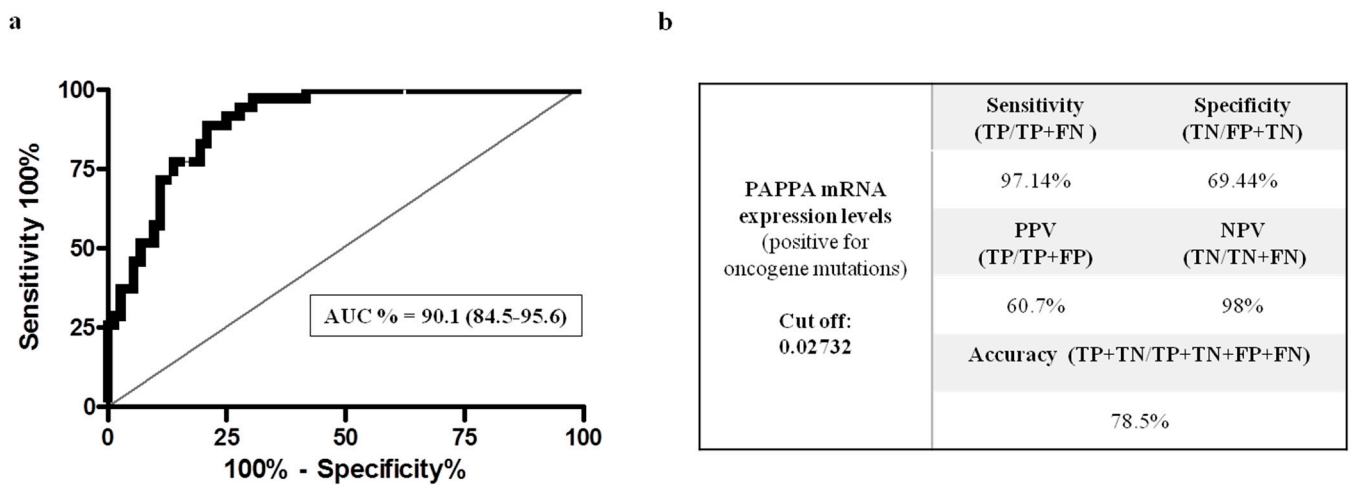 a
100
75
50
25
0
Sensitivity 100%
AUC % = 90.1 (84.5-95.6)
0 25 50 75 100
100% - Specificity%
b
PAPPA mRNA
expression levels
(positive for
oncogene mutations)
Cut off:
0.02732
Sensitivity
(TP/TP+FN )
Specificity
(TN/FP+TN)
97.14%
69.44%
PPV
(TP/TP+FP)
NPV
(TN/TN+FN)
60.7%
98%
Accuracy (TP+TN/TP+TN+FP+FN)
78.5%